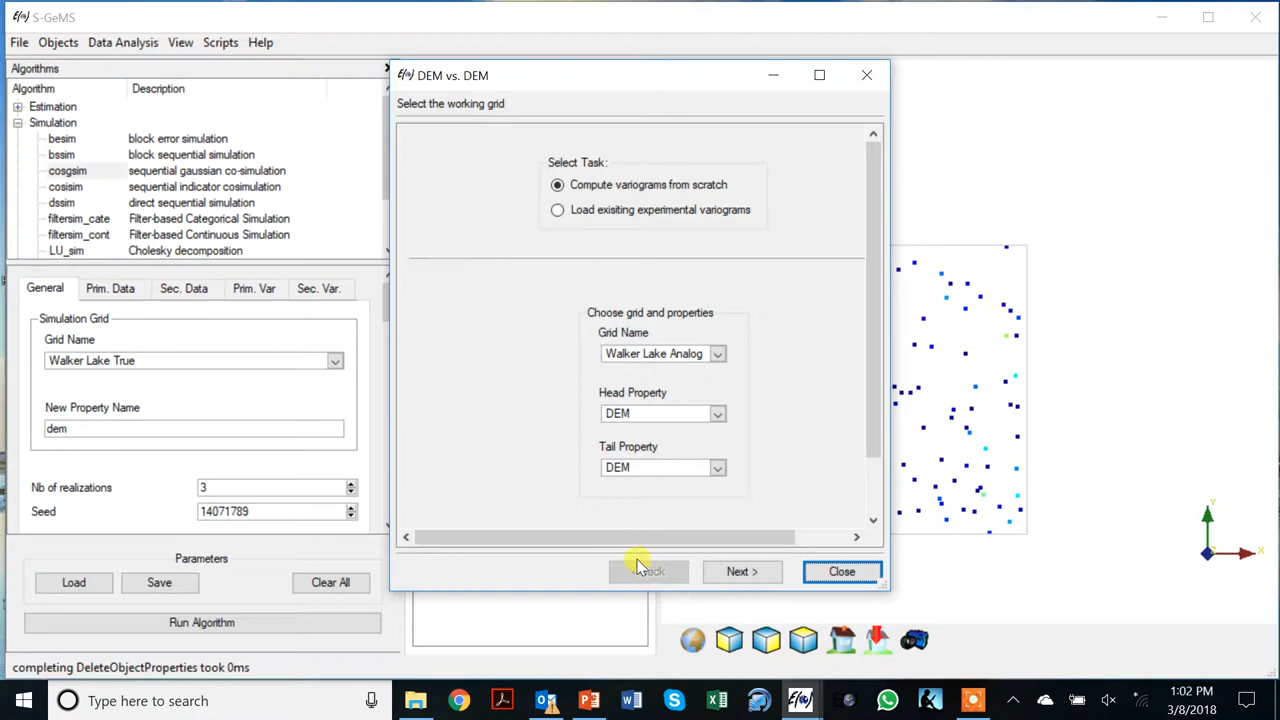 S-GeMS
File Objects Data Analysis View Scripts Help
Algorithms
Algorithm Description
Estimation
Simulation
besim block error simulation
bssim block sequential simulation
cosgsim sequential gaussian co-simulation
cosisim sequential indicator cosimulation
dssim direct sequential simulation
filtersim_cate Filter-based Categorical Simulation
filtersim_cont Filter-based Continuous Simulation
LU_sim Cholesky decomposition
General Prim. Data Sec. Data Prim. Var Sec. Var.
Simulation Grid
Grid Name
Walker Lake True
New Property Name
dem
Nb of realizations 3
Seed 14071789
Parameters
Load Save Clear All
Run Algorithm
completing DeleteObjectProperties took 0ms
DEM vs. DEM
Select the working grid
Select Task:
Compute variograms from scratch
Load exisiting experimental variograms
Choose grid and properties
Grid Name
Walker Lake Analog
Head Property
DEM
Tail Property
DEM
Next > Close
Y
X
Type here to search
1:02 PM
3/8/2018